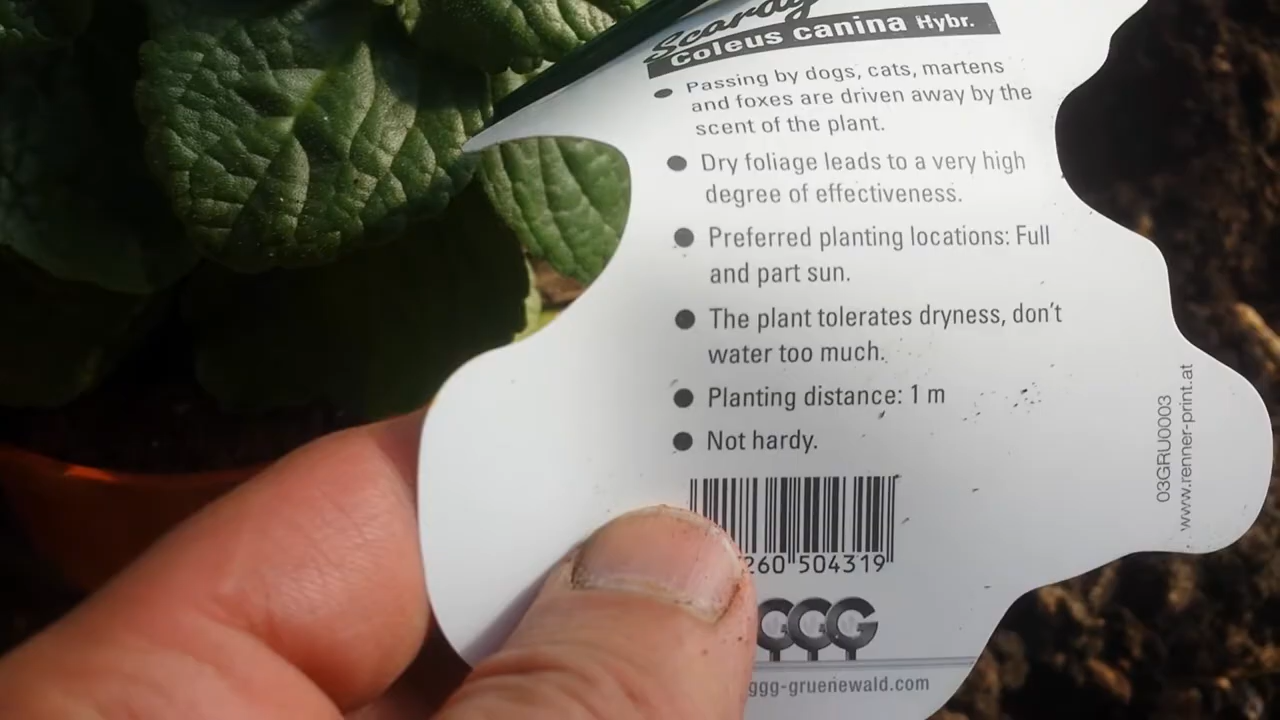 Scardy
Coleus canina Hybr.
● Passing by dogs, cats, martens
and foxes are driven away by the
scent of the plant.
● Dry foliage leads to a very high
degree of effectiveness.
● Preferred planting locations: Full
and part sun.
● The plant tolerates dryness, don't
water too much.
● Planting distance: 1 m
● Not hardy.
260 504319
GGG
ggg-gruenewald.com
03GRU0003
www.renner-print.at